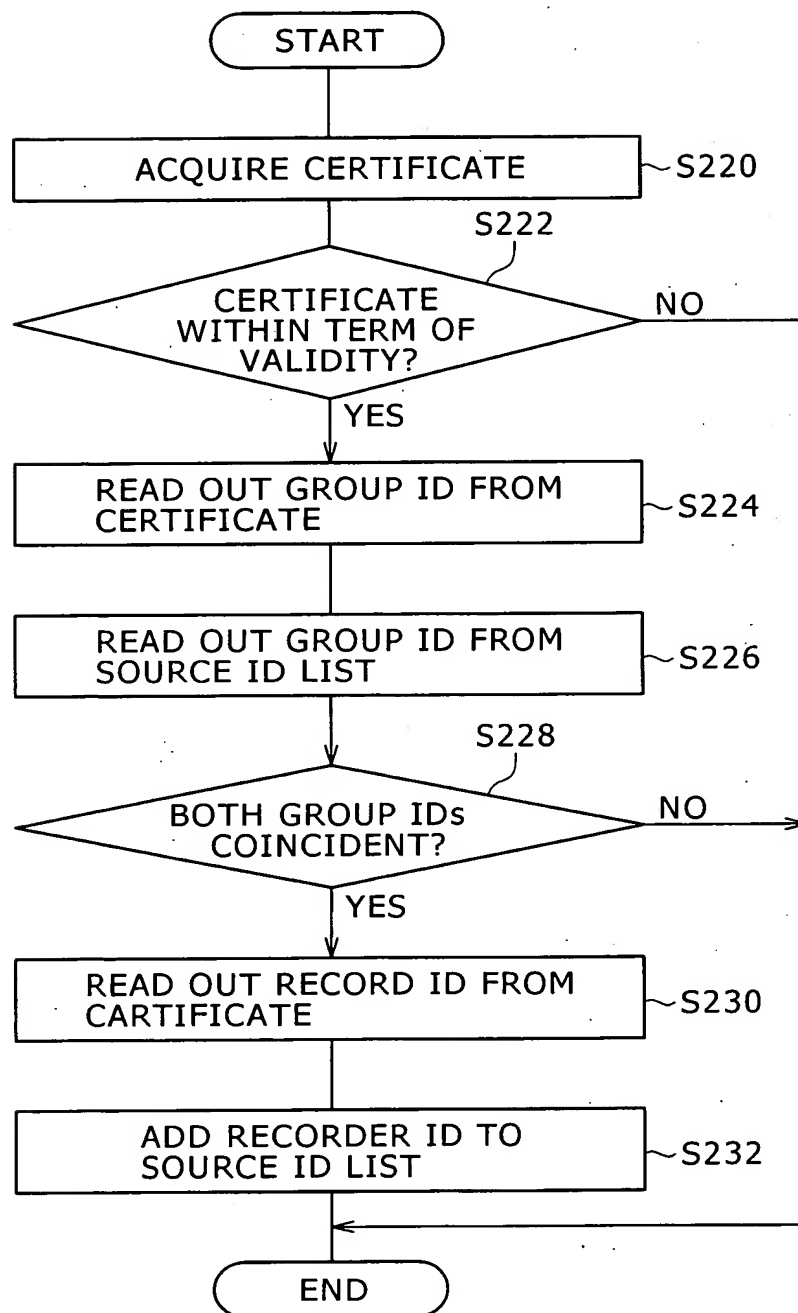 START
ACQUIRE CERTIFICATE
S220
S222
CERTIFICATE
WITHIN TERM OF
VALIDITY?
NO
YES
READ OUT GROUP ID FROM
CERTIFICATE
S224
READ OUT GROUP ID FROM
SOURCE ID LIST
S226
S228
BOTH GROUP IDs
COINCIDENT?
NO
YES
READ OUT RECORD ID FROM
CARTIFICATE
S230
ADD RECORDER ID TO
SOURCE ID LIST
S232
END